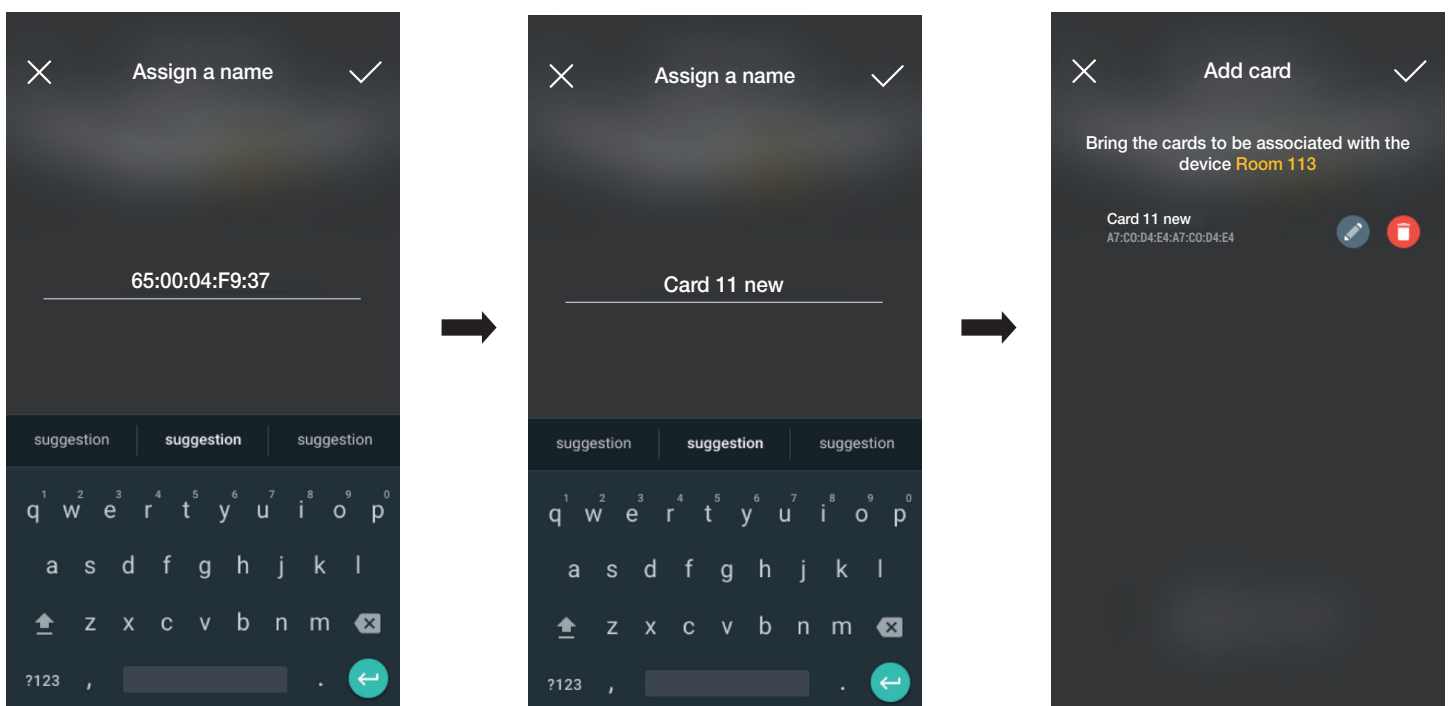 Assign a name
65:00:04:F9:37
suggestion suggestion suggestion
1 2 3 4 5 6 7 8 9 0
q w e r t y u i o p
a s d f g h j k l
z x c v b n m
?123 , .
Assign a name
Card 11 new
suggestion suggestion suggestion
1 2 3 4 5 6 7 8 9 0
q w e r t y u i o p
a s d f g h j k l
z x c v b n m
?123 , .
Add card
Bring the cards to be associated with the
device Room 113
Card 11 new
A7:C0:D4:E4:A7:C0:D4:E4